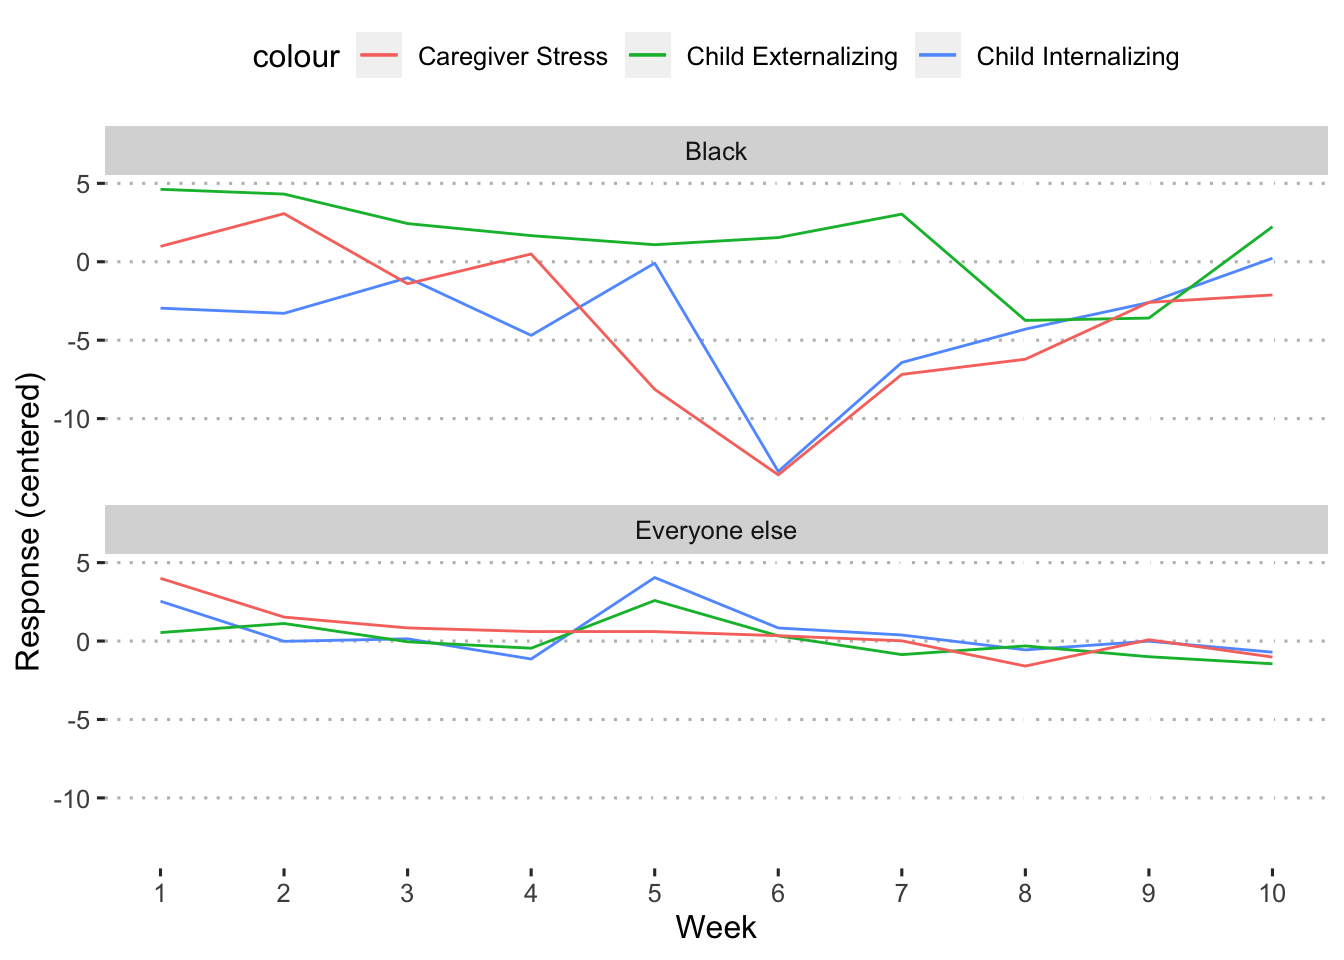 colour Caregiver Stress Child Externalizing Child Internalizing
Black
5
0
-5
-10
Response (centered)
Everyone else
5
0
-5
-10
1 2 3 4 5 6 7 8 9 10
Week